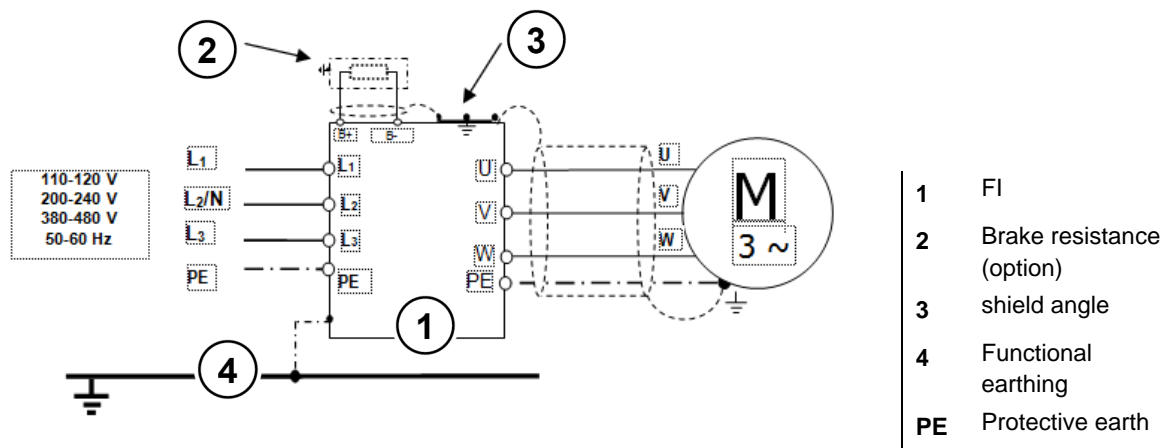 2
3
B+ B-
110-120 V
200-240 V
380-480 V
50-60 Hz
L1
L2/N
L3
PE
L1
L2
L3
PE
U
V
W
PE
U
V
W
M
3 ~
1
4
1 FI
2 Brake resistance
(option)
3 shield angle
4 Functional
earthing
PE Protective earth